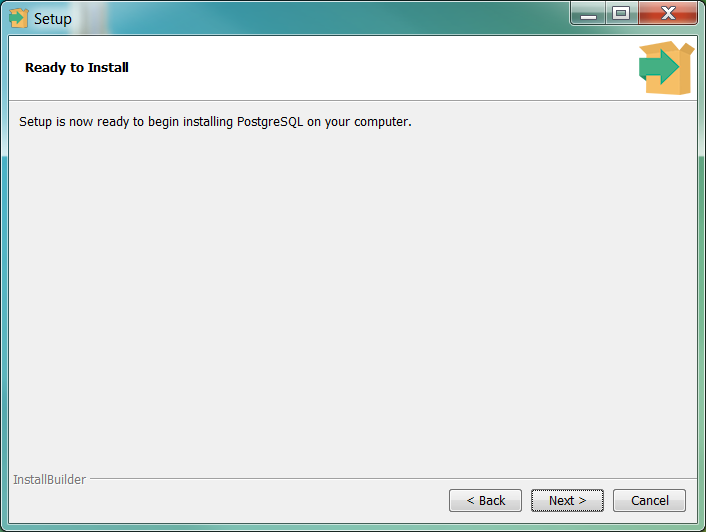 Setup
Ready to Install
Setup is now ready to begin installing PostgreSQL on your computer.
InstallBuilder
< Back
Next >
Cancel